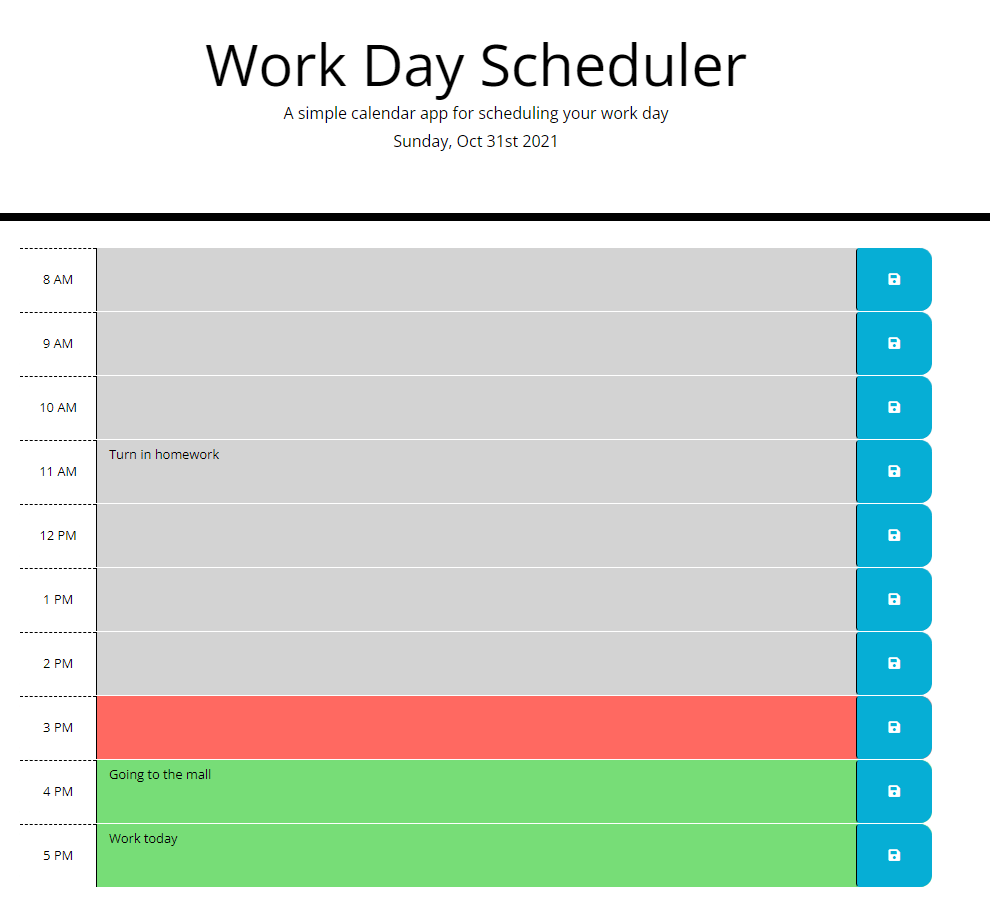 Work Day Scheduler
A simple calendar app for scheduling your work day
Sunday, Oct 31st 2021
8 AM
9 AM
10 AM
11 AM Turn in homework
12 PM
1 PM
2 PM
3 PM
4 PM Going to the mall
5 PM Work today